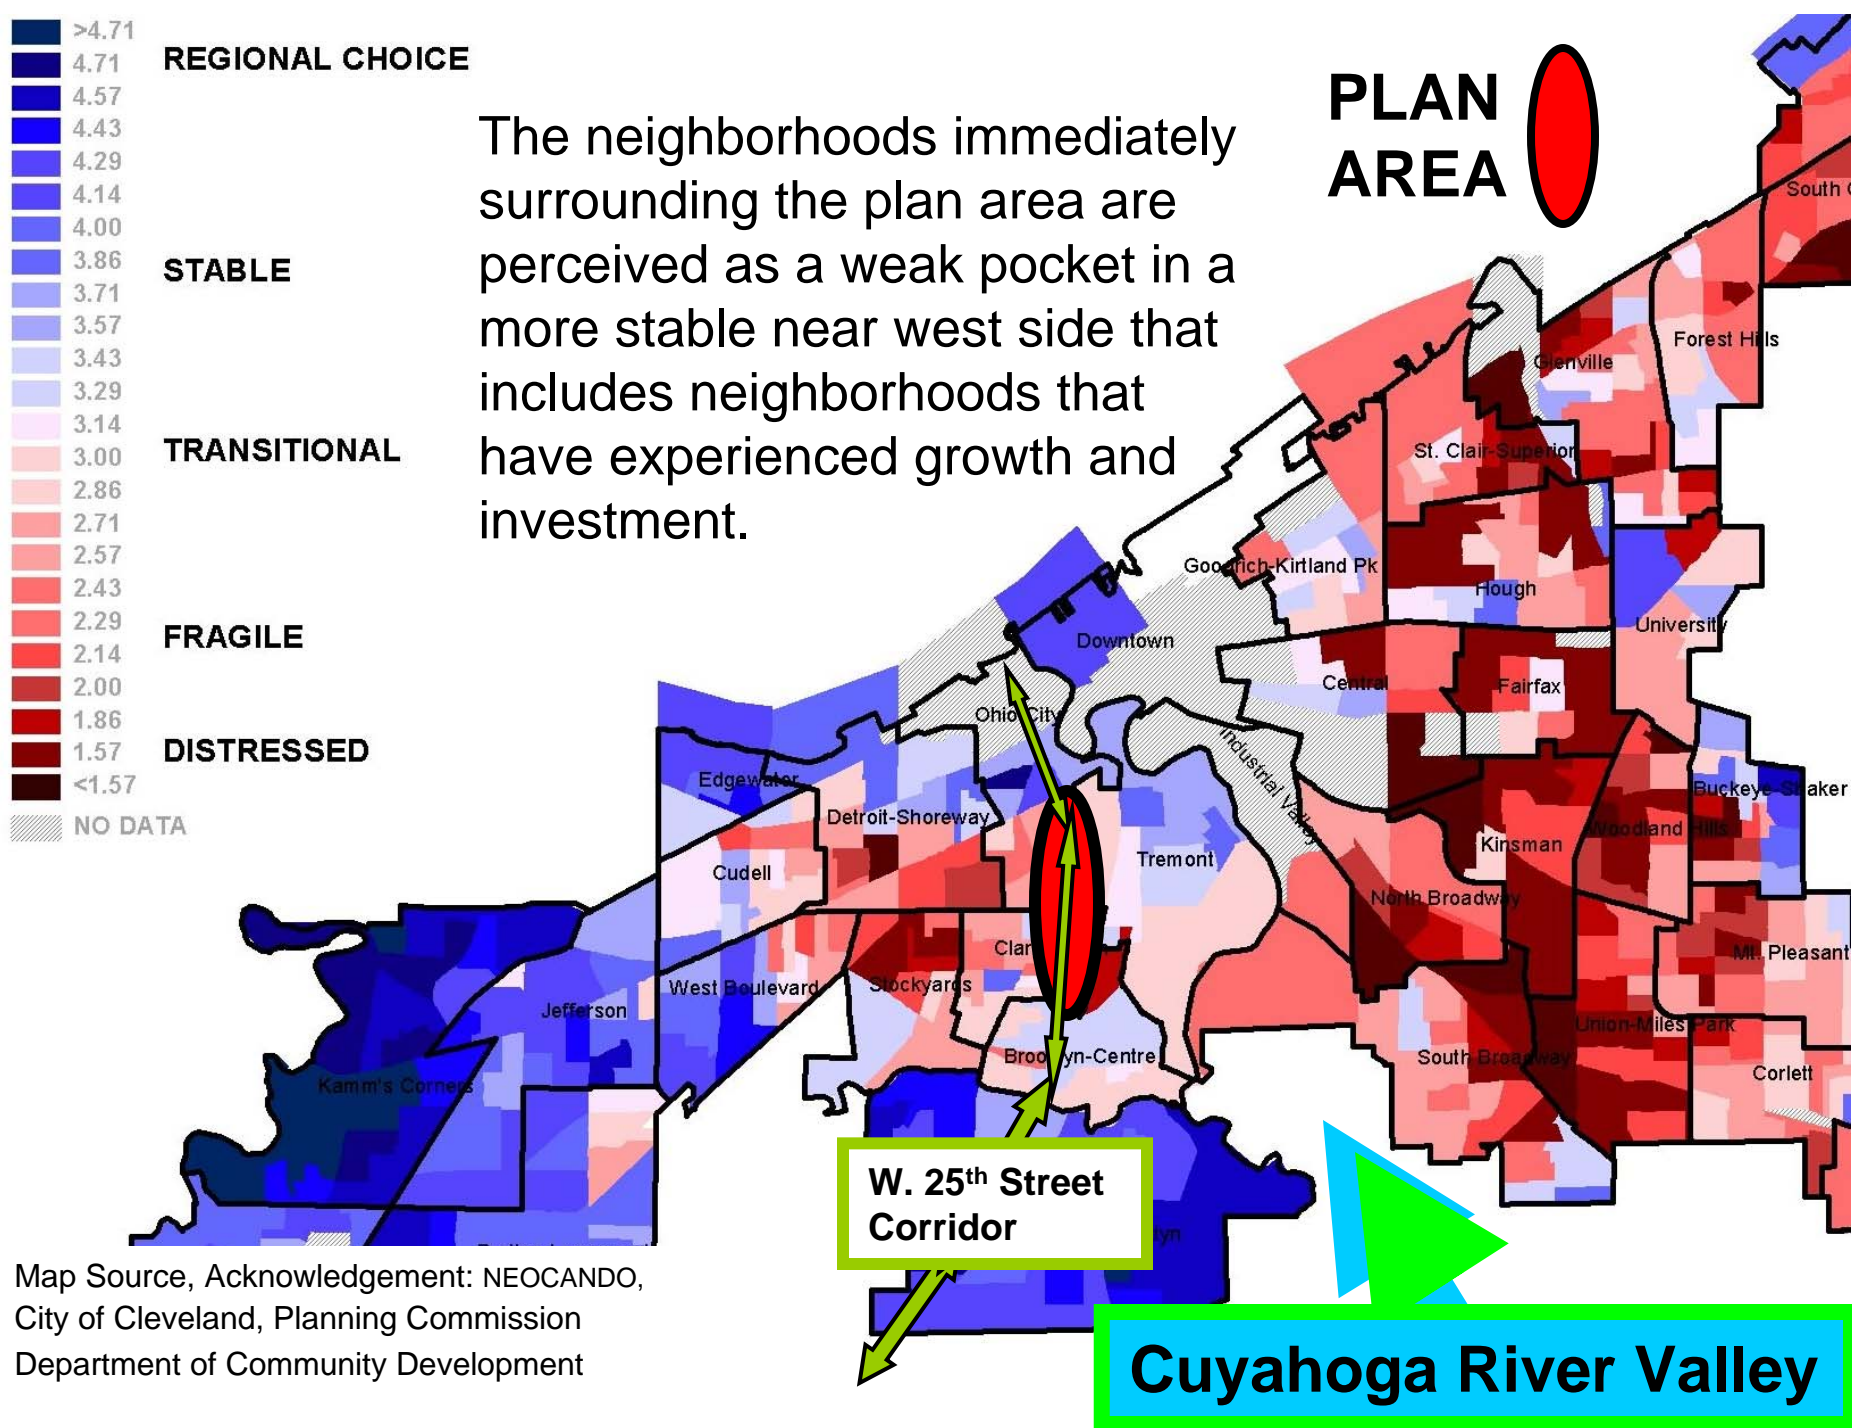 >4.71
4.71
4.57
4.43
4.29
4.14
4.00
3.86
3.71
3.57
3.43
3.29
3.14
3.00
2.86
2.71
2.57
2.43
2.29
2.14
2.00
1.86
1.57
<1.57
NO DATA
REGIONAL CHOICE
STABLE
TRANSITIONAL
FRAGILE
DISTRESSED
The neighborhoods immediately
surrounding the plan area are
perceived as a weak pocket in a
more stable near west side that
includes neighborhoods that
have experienced growth and
investment.
PLAN
AREA
South
Forest Hills
Glenville
St. Clair-Superior
Goodrich-Kirtland Pk
Hough
University
Downtown
Central
Fairfax
Ohio City
Industrial Valley
Edgewater
Buckeye-Shaker
Detroit-Shoreway
Woodland Hills
Kinsman
Tremont
Cudell
North Broadway
Clar
Mt. Pleasant
Stockyards
West Boulevard
Jefferson
Union-Miles Park
Brooklyn-Centre
South Broadway
Corlett
Kamm's Corners
W. 25th Street
Corridor
yn
Map Source, Acknowledgement: NEOCANDO,
City of Cleveland, Planning Commission
Department of Community Development
Cuyahoga River Valley